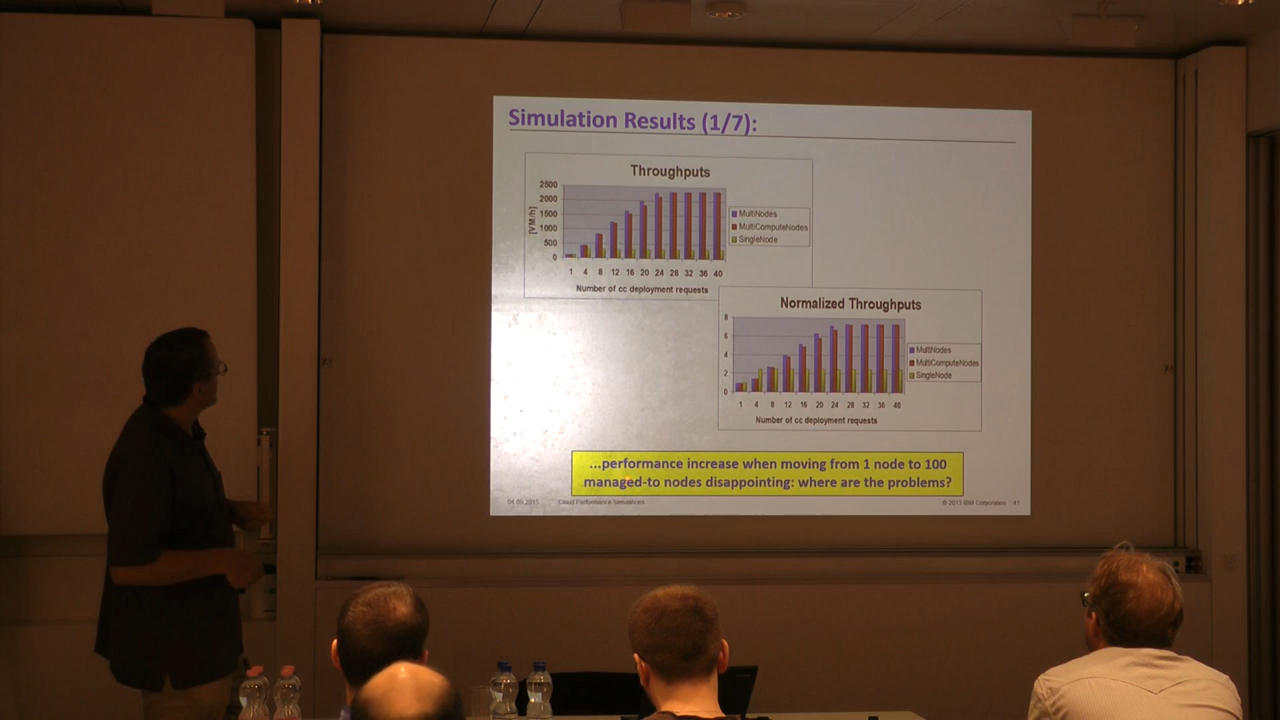 Simulation Results (1/7):
Throughputs
2500
2000
1500
1000
500
0
[VM/h]
MultiNodes
MultiComputeNodes
SingleNode
1 4 8 12 16 20 24 28 32 36 40
Number of cc deployment requests
Normalized Throughputs
8
6
4
2
0
MultiNodes
MultiComputeNodes
SingleNode
1 4 8 12 16 20 24 28 32 36 40
Number of cc deployment requests
...performance increase when moving from 1 node to 100
managed-to nodes disappointing: where are the problems?
Cloud Performance Simulations
IBM Corporation 41